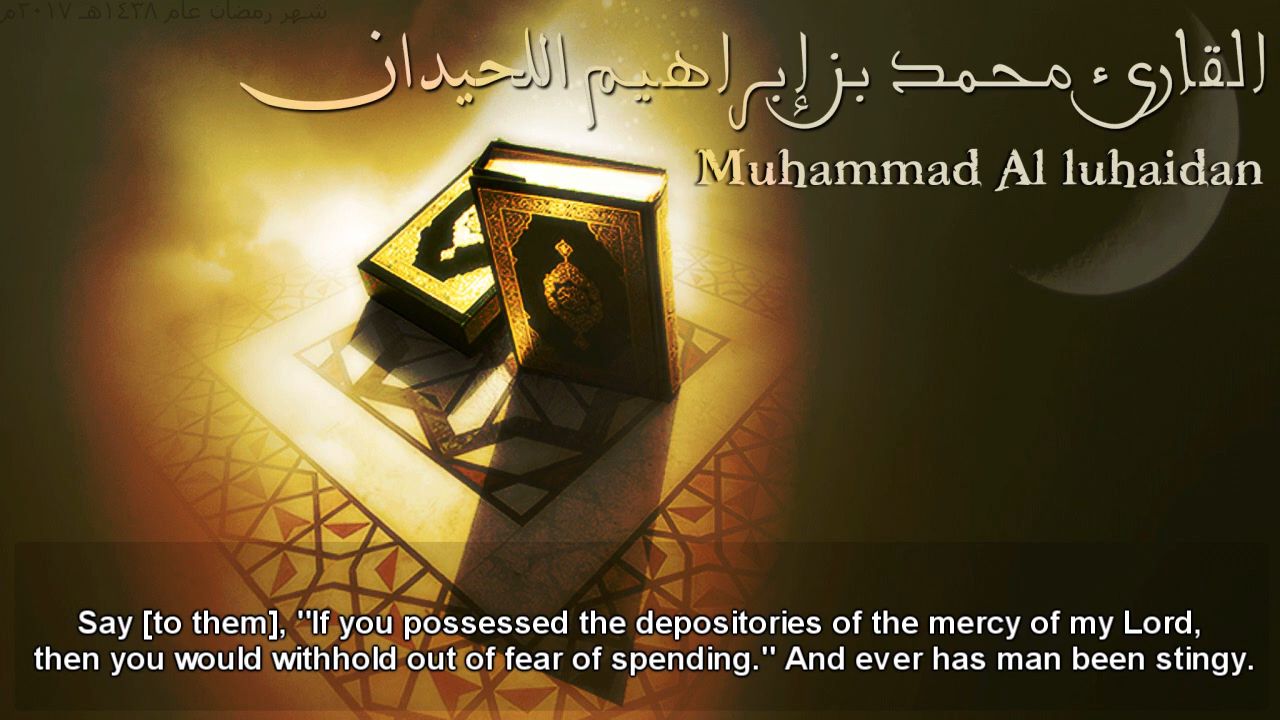 شهر رمضان عام ١٤٣٨هـ ٢٠١٧م
القارئ محمد بن إبراهيم اللحيدان
Muhammad Al luhaidan
Say [to them], "If you possessed the depositories of the mercy of my Lord,
then you would withhold out of fear of spending." And ever has man been stingy.